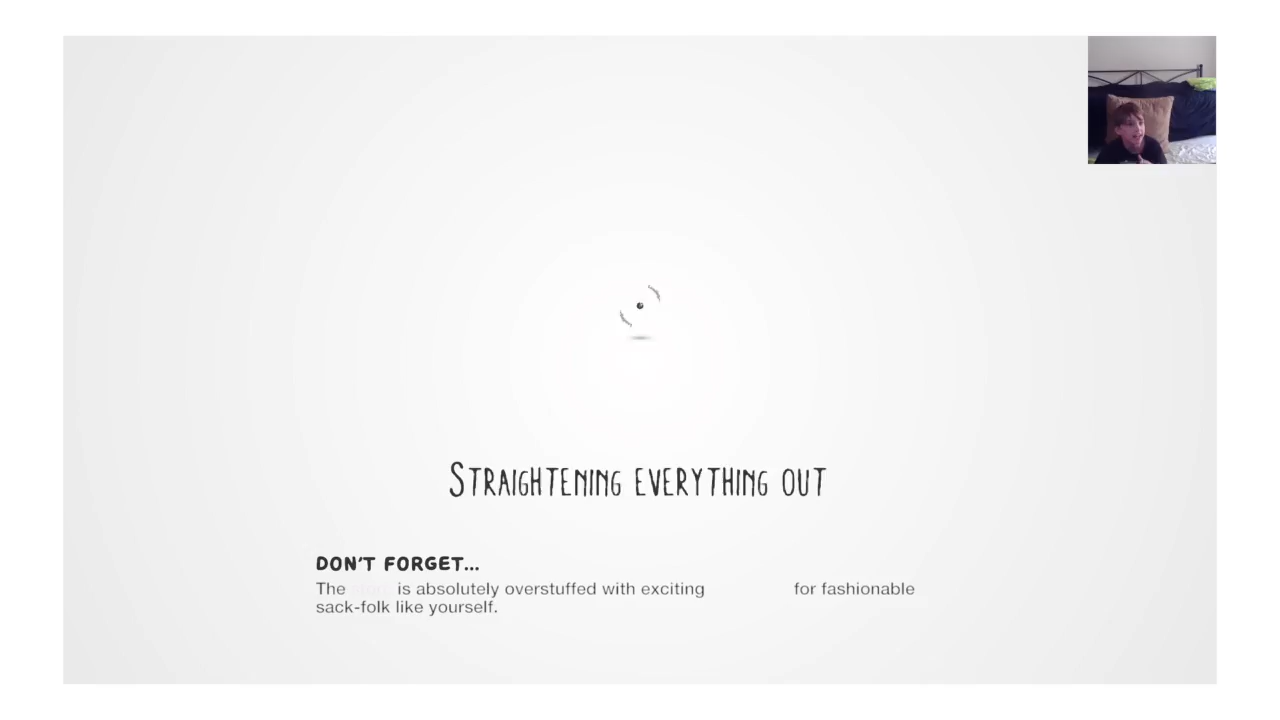 STRAIGHTENING EVERYTHING OUT
DON'T FORGET...
The is absolutely overstuffed with exciting for fashionable
sack-folk like yourself.